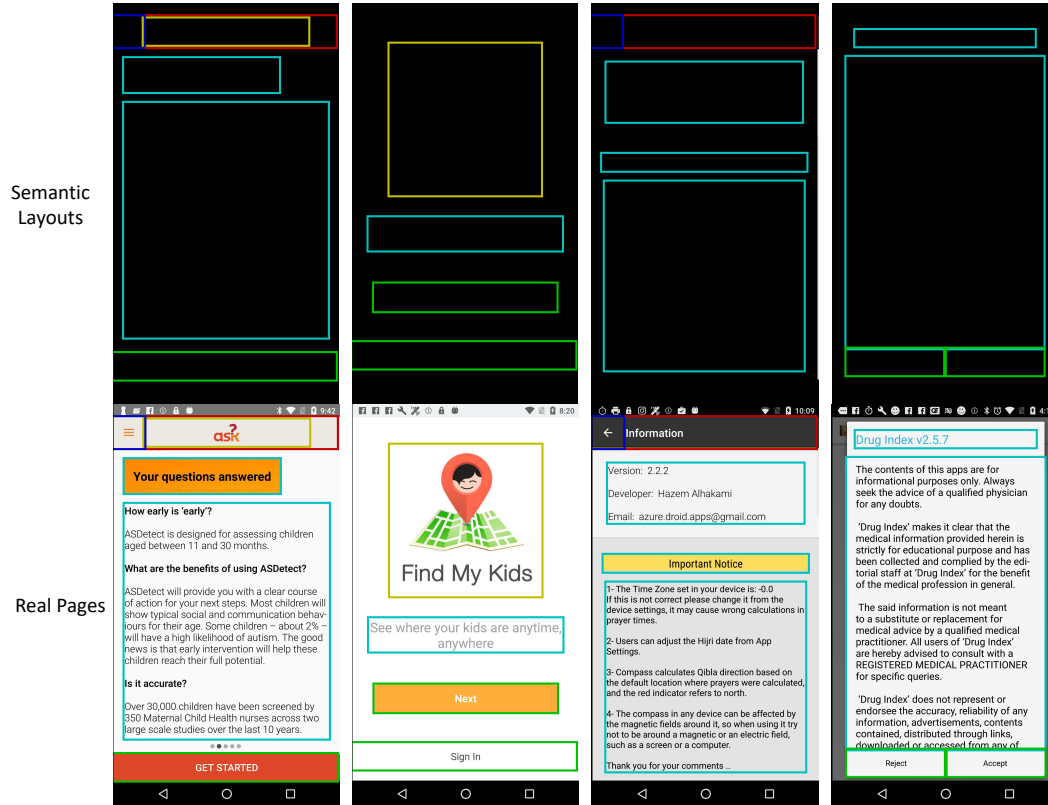 Semantic
Layouts
Real Pages
9:42
ask
Your questions answered
How early is 'early'?
ASDetect is designed for assessing children
aged between 11 and 30 months.
What are the benefits of using ASDetect?
ASDetect will provide you with a clear course
of action for your next steps. Most children will
show typical social and communication behav-
iours for their age. Some children – about 2% –
will have a high likelihood of autism. The good
news is that early intervention will help these
children reach their full potential.
Is it accurate?
Over 30,000 children have been screened by
350 Maternal Child Health nurses across two
large scale studies over the last 10 years.
GET STARTED
8:20
Find My Kids
See where your kids are anytime,
anywhere
Next
Sign In
10:09
Information
Version: 2.2.2
Developer: Hazem Alhakami
Email: azure.droid.apps@gmail.com
Important Notice
1- The Time Zone set in your device is: -0.0
If this is not correct please change it from the
device settings, it may cause wrong calculations in
prayer times.
2- Users can adjust the Hijri date from App
Settings.
3- Compass calculates Qibla direction based on
the default location where prayers were calculated,
and the red indicator refers to north.
4- The compass in any device can be affected by
the magnetic fields around it, so when using it try
not to be around a magnetic or an electric field,
such as a screen or a computer.
Thank you for your comments ..
Drug Index v2.5.7
The contents of this apps are for
informational purposes only. Always
seek the advice of a qualified physician
for any doubts.
'Drug Index' makes it clear that the
medical information provided herein is
strictly for educational purpose and has
been collected and complied by the edi-
torial staff at 'Drug Index' for the benefit
of the medical profession in general.
The said information is not meant
to a substitute or replacement for
medical advice by a qualified medical
practitioner. All users of 'Drug Index'
are hereby advised to consult with a
REGISTERED MEDICAL PRACTITIONER
for specific queries.
'Drug Index' does not represent or
endorsee the accuracy, reliability of any
information, advertisements, contents
contained, distributed through links,
downloaded or accessed from any of
Reject
Accept